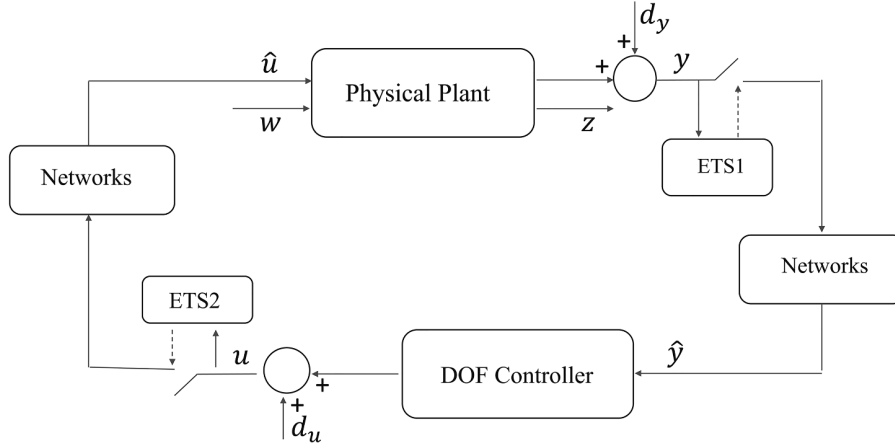 d_y
+
û
+
y
Physical Plant
w
z
ETS1
Networks
Networks
ETS2
u
ŷ
DOF Controller
+
+
d_u